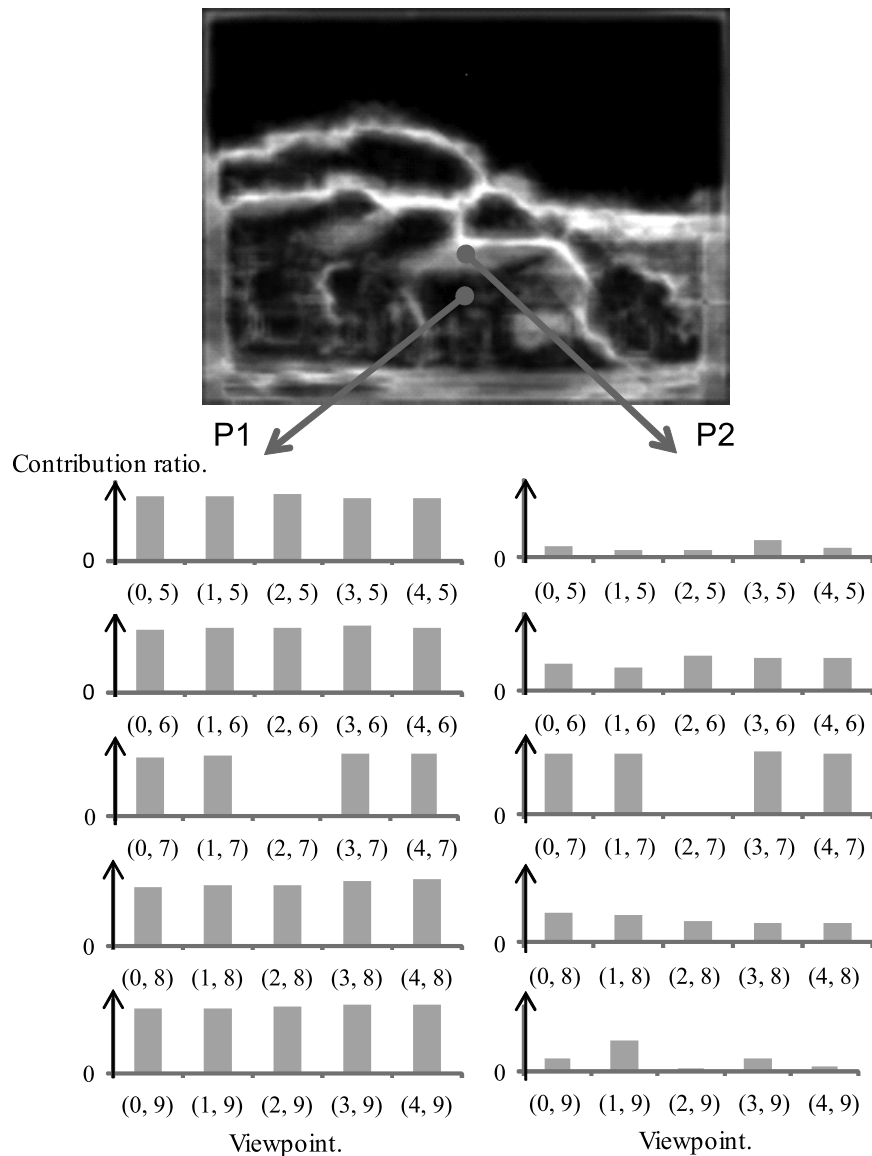 P1 P2
Contribution ratio.
0 0
(0, 5) (1, 5) (2, 5) (3, 5) (4, 5) (0, 5) (1, 5) (2, 5) (3, 5) (4, 5)
0 0
(0, 6) (1, 6) (2, 6) (3, 6) (4, 6) (0, 6) (1, 6) (2, 6) (3, 6) (4, 6)
0 0
(0, 7) (1, 7) (2, 7) (3, 7) (4, 7) (0, 7) (1, 7) (2, 7) (3, 7) (4, 7)
0 0
(0, 8) (1, 8) (2, 8) (3, 8) (4, 8) (0, 8) (1, 8) (2, 8) (3, 8) (4, 8)
0 0
(0, 9) (1, 9) (2, 9) (3, 9) (4, 9) (0, 9) (1, 9) (2, 9) (3, 9) (4, 9)
Viewpoint. Viewpoint.